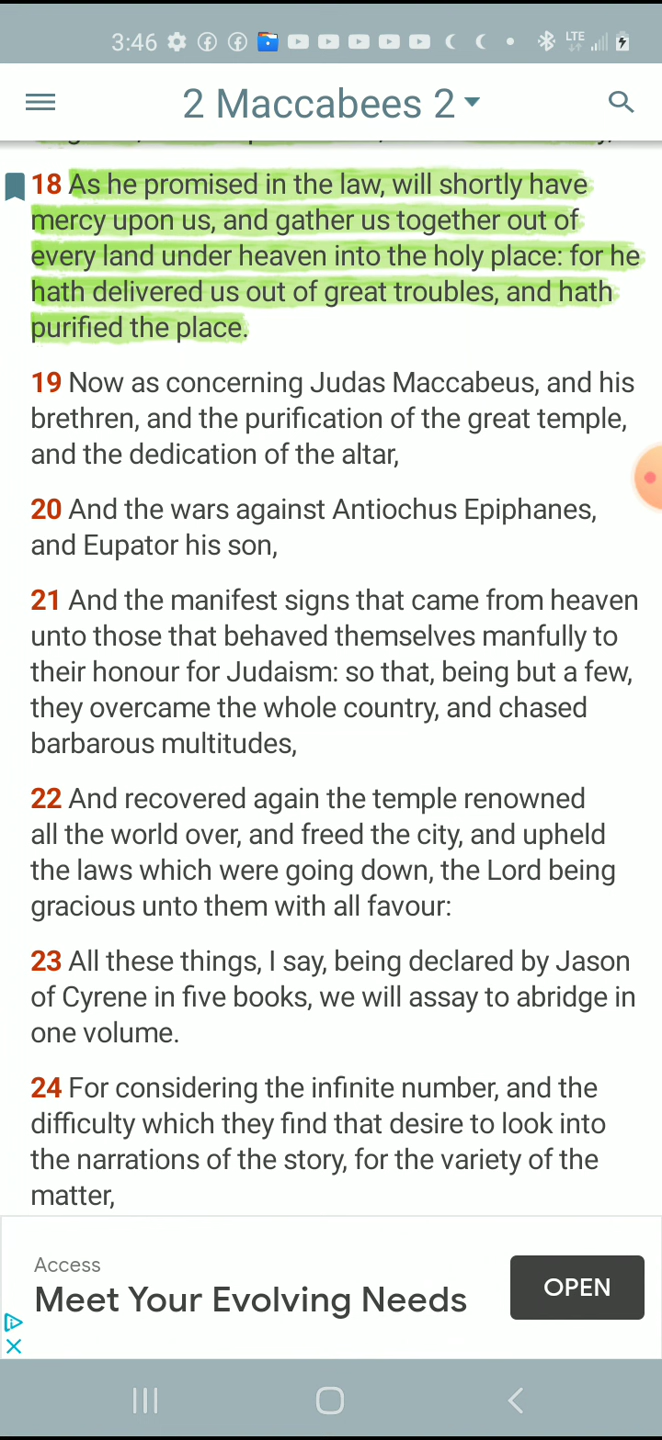 3:46
LTE
2 Maccabees 2
18 As he promised in the law, will shortly have
mercy upon us, and gather us together out of
every land under heaven into the holy place: for he
hath delivered us out of great troubles, and hath
purified the place.
19 Now as concerning Judas Maccabeus, and his
brethren, and the purification of the great temple,
and the dedication of the altar,
20 And the wars against Antiochus Epiphanes,
and Eupator his son,
21 And the manifest signs that came from heaven
unto those that behaved themselves manfully to
their honour for Judaism: so that, being but a few,
they overcame the whole country, and chased
barbarous multitudes,
22 And recovered again the temple renowned
all the world over, and freed the city, and upheld
the laws which were going down, the Lord being
gracious unto them with all favour:
23 All these things, I say, being declared by Jason
of Cyrene in five books, we will assay to abridge in
one volume.
24 For considering the infinite number, and the
difficulty which they find that desire to look into
the narrations of the story, for the variety of the
matter,
Access
Meet Your Evolving Needs
OPEN